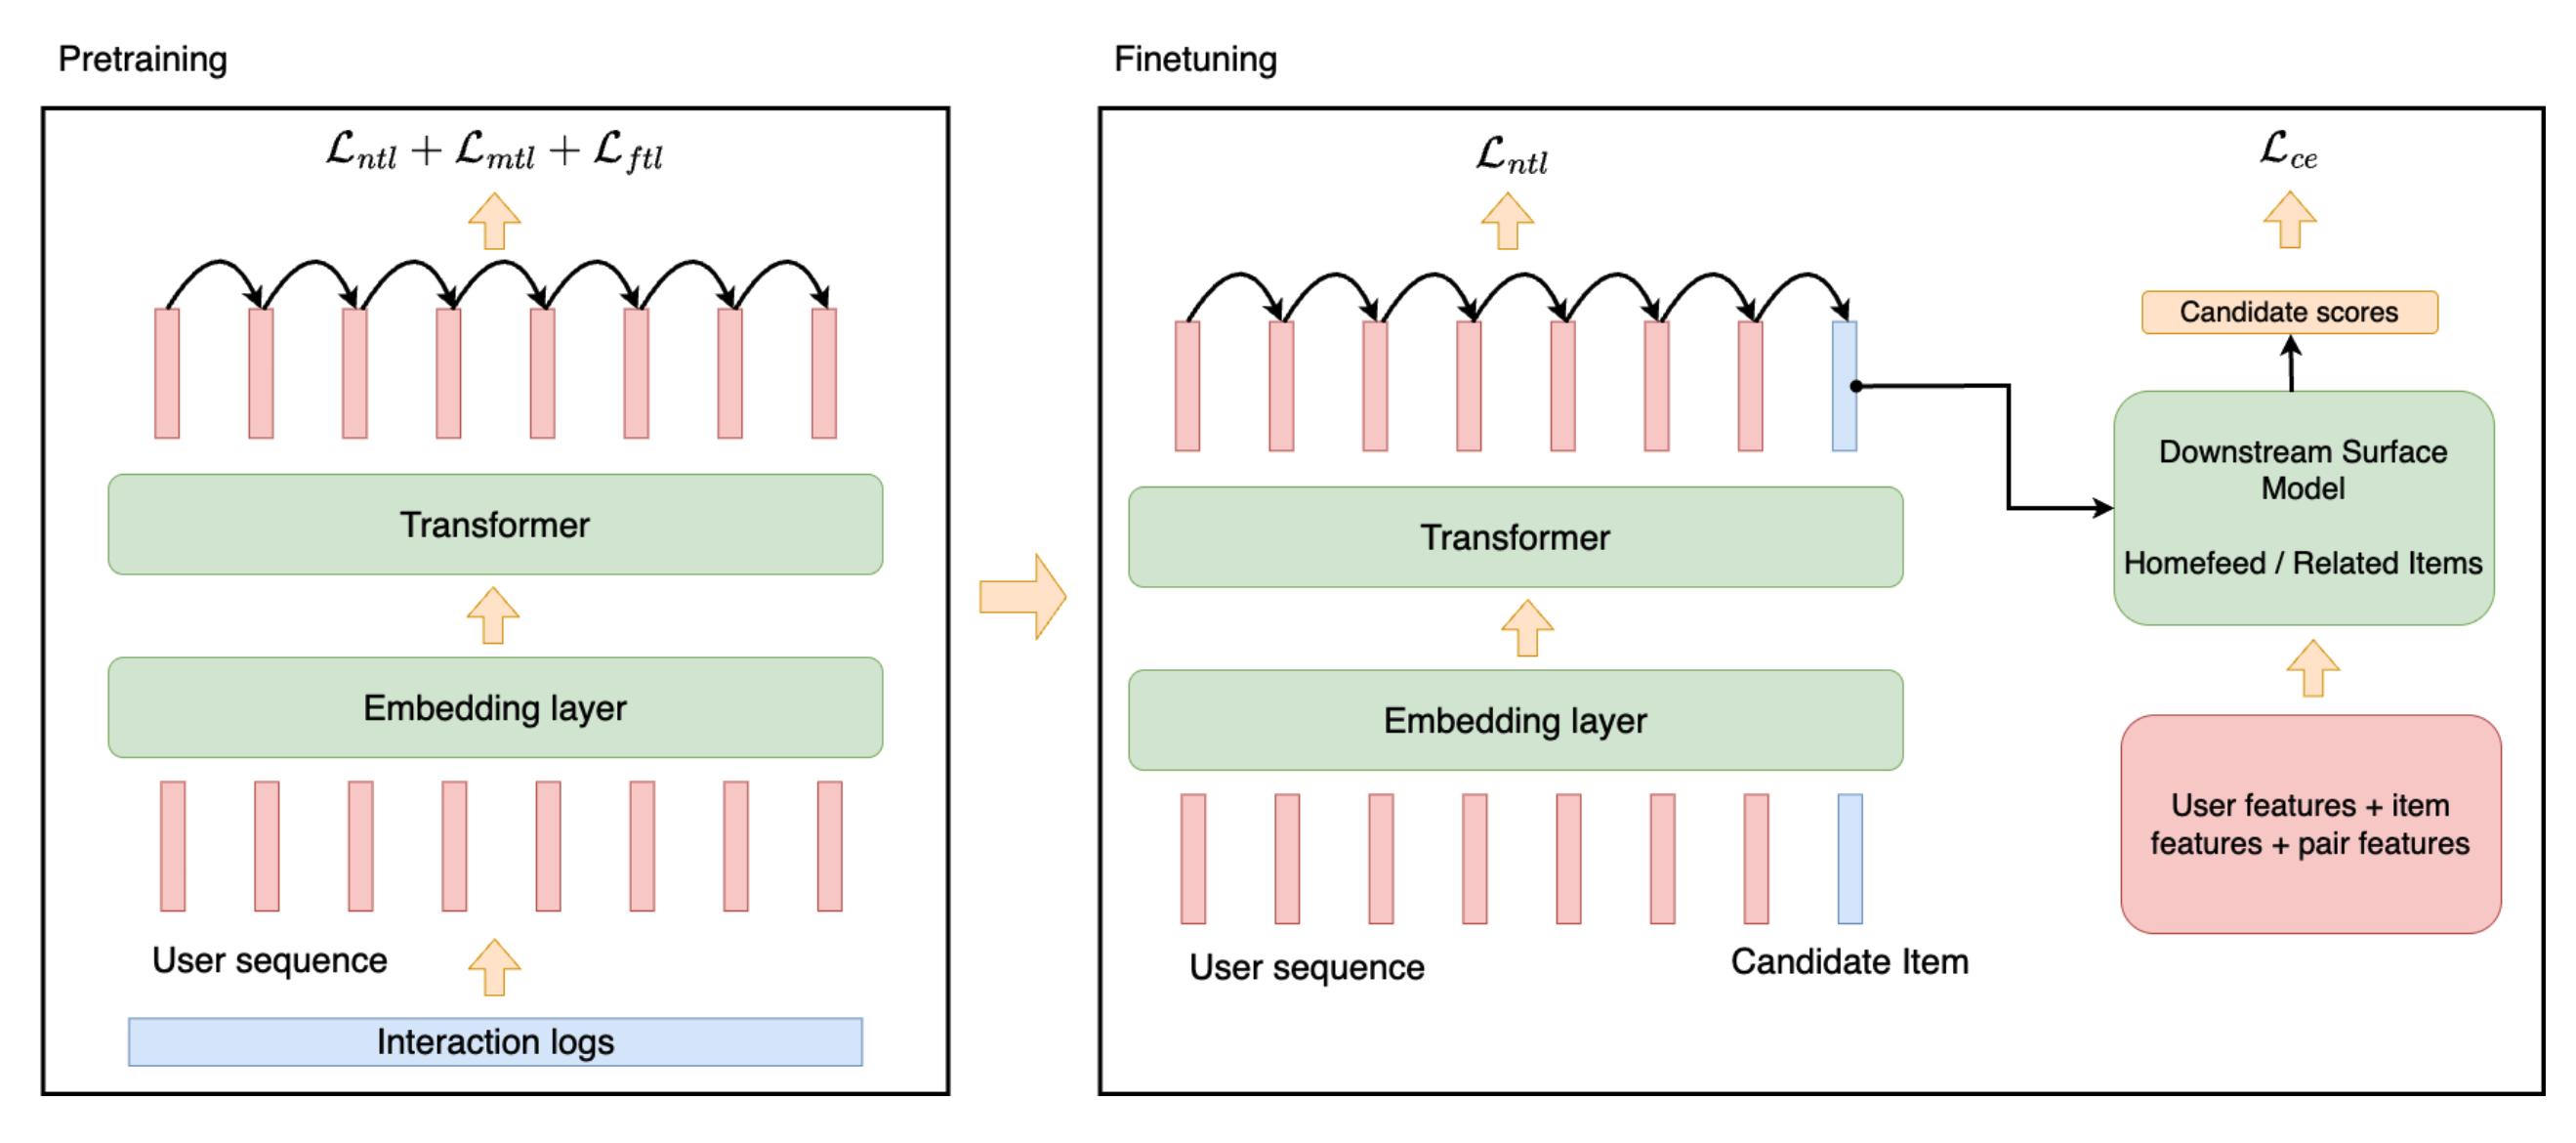 Pretraining
$\mathcal{L}_{ntl} + \mathcal{L}_{mtl} + \mathcal{L}_{ftl}$
Transformer
Embedding layer
User sequence
Interaction logs
Finetuning
$\mathcal{L}_{ntl}$
Transformer
Embedding layer
User sequence
Candidate Item
$\mathcal{L}_{ce}$
Candidate scores
Downstream Surface
Model
Homefeed / Related Items
User features + item
features + pair features